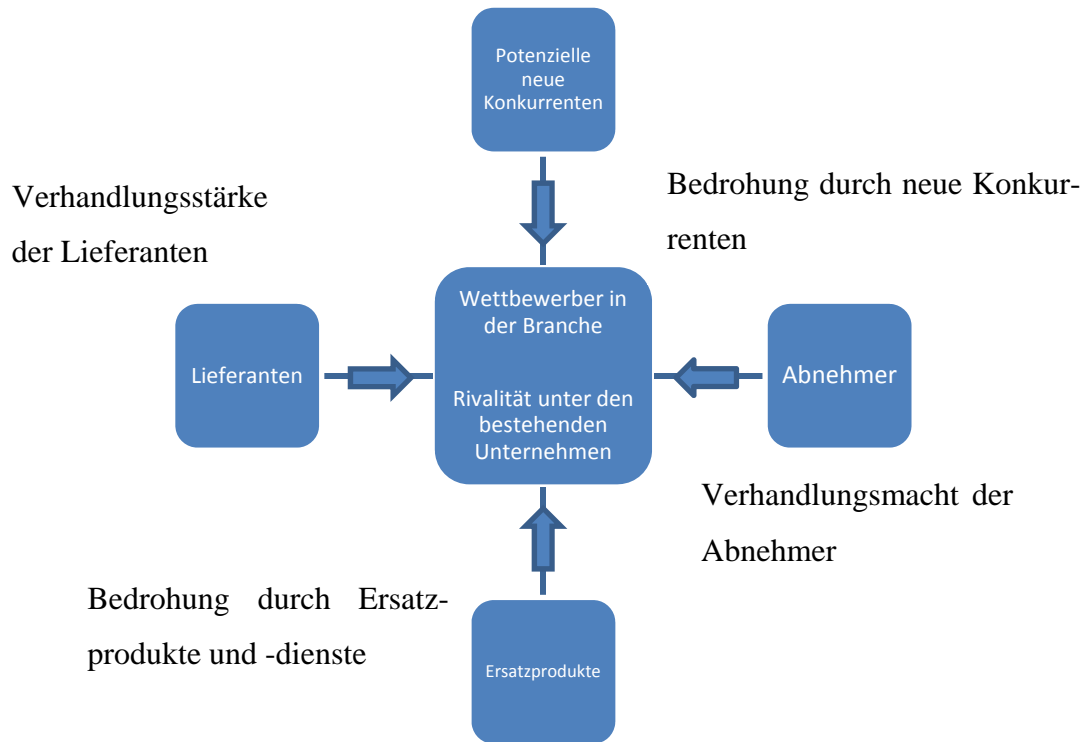 Potenzielle
neue
Konkurrenten
Verhandlungsstärke
der Lieferanten
Bedrohung durch neue Konkur-
renten
Wettbewerber in
der Branche
Rivalität unter den
bestehenden
Unternehmen
Lieferanten
Abnehmer
Verhandlungsmacht der
Abnehmer
Bedrohung durch Ersatz-
produkte und -dienste
Ersatzprodukte